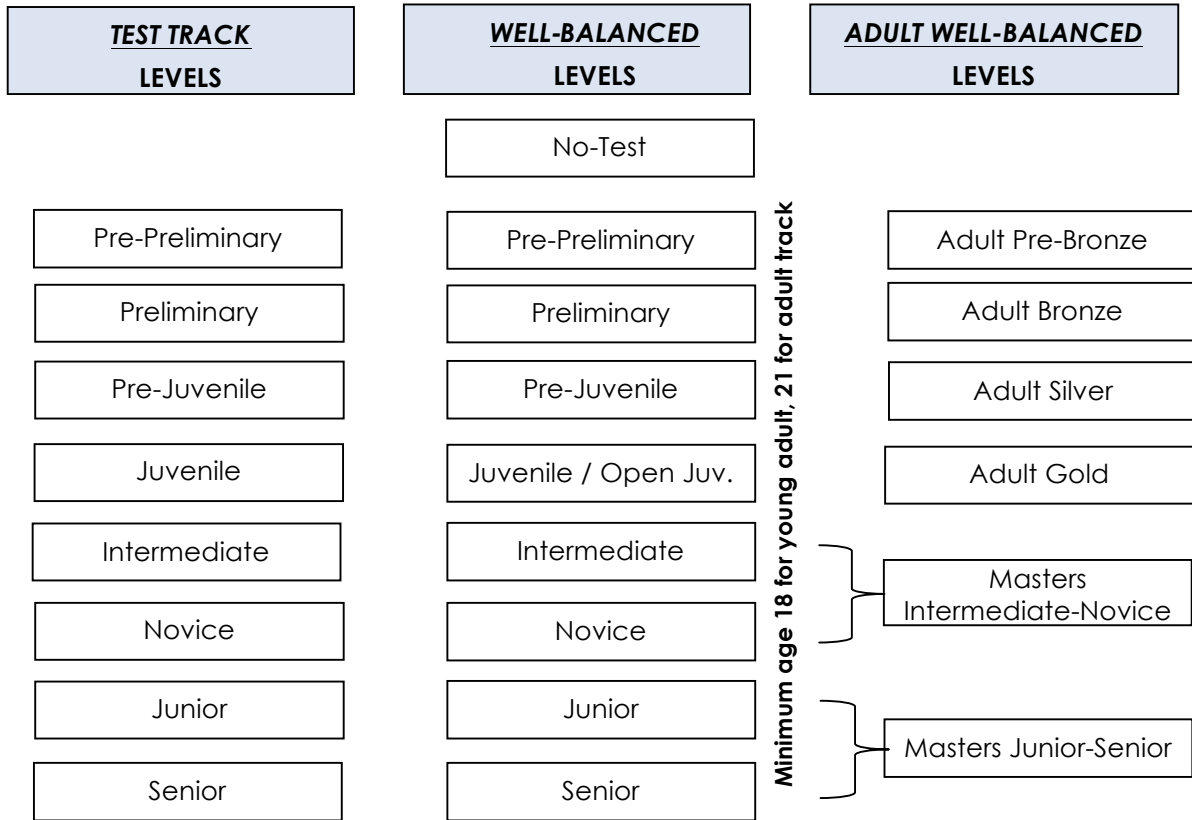 TEST TRACK
LEVELS
WELL-BALANCED
LEVELS
ADULT WELL-BALANCED
LEVELS
No-Test
Pre-Preliminary
Pre-Preliminary
Adult Pre-Bronze
Preliminary
Preliminary
Adult Bronze
Pre-Juvenile
Pre-Juvenile
Adult Silver
Juvenile
Juvenile / Open Juv.
Adult Gold
Intermediate
Intermediate
Masters
Intermediate-Novice
Novice
Novice
Junior
Junior
Masters Junior-Senior
Senior
Senior
Minimum age 18 for young adult, 21 for adult track